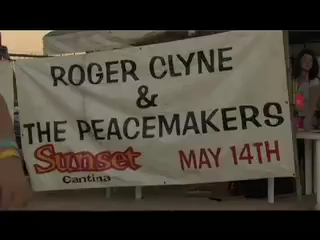 ROGER CLYNE
&
THE PEACEMAKERS
Sunset MAY 14TH
Cantina